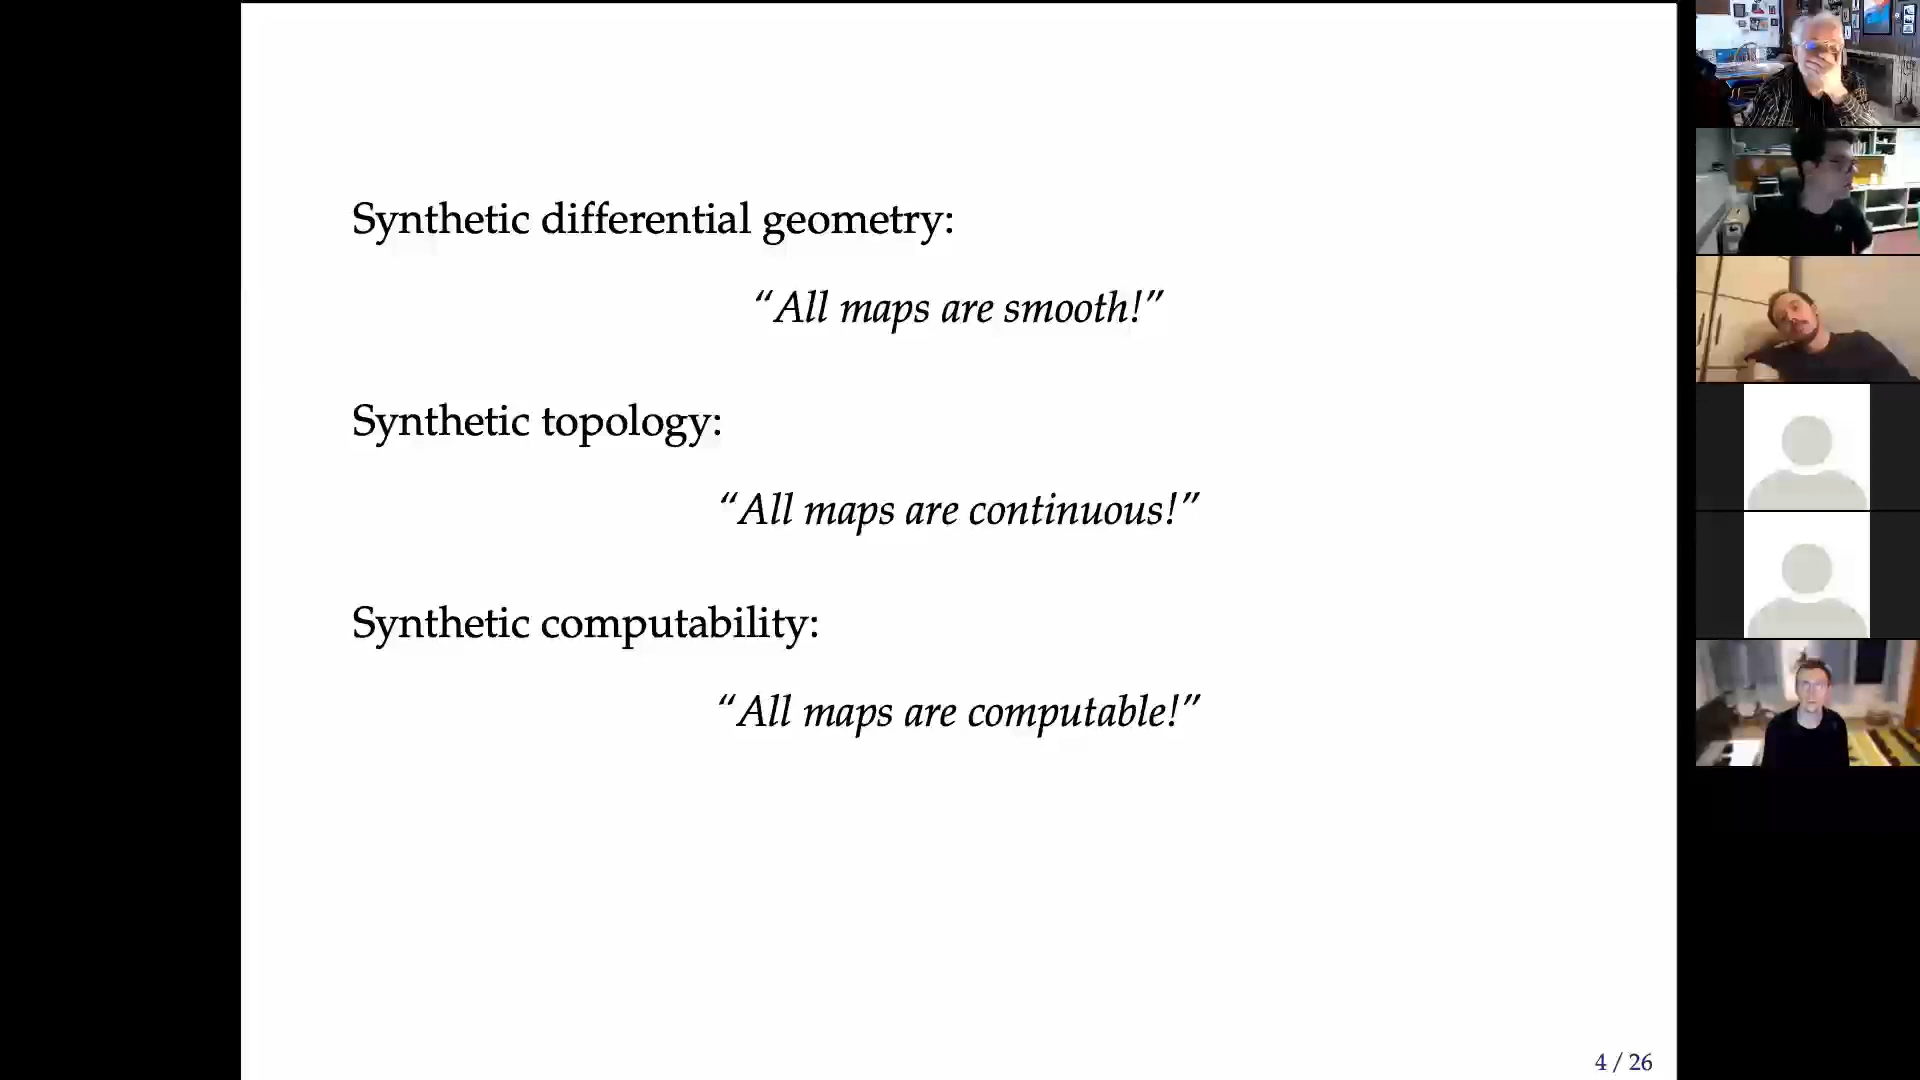 Synthetic differential geometry:
“All maps are smooth!”
Synthetic topology:
“All maps are continuous!”
Synthetic computability:
“All maps are computable!”
4 / 26